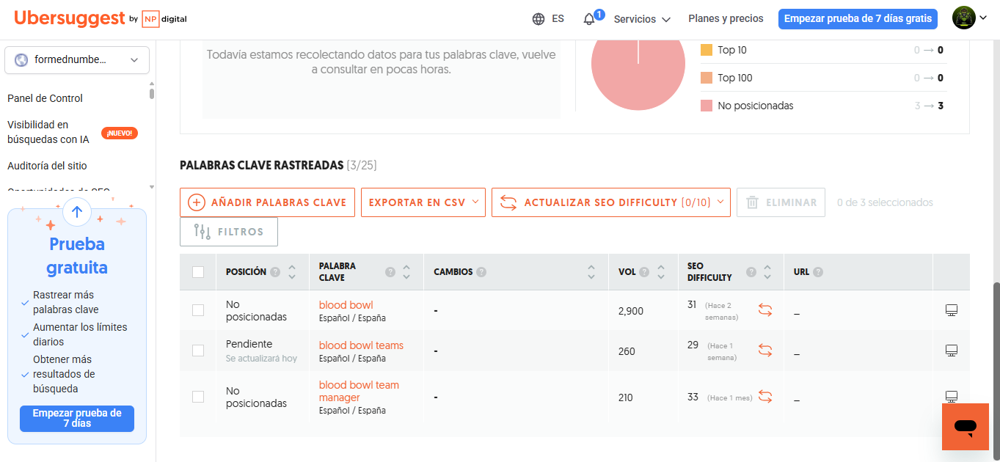 Ubersuggest by NP digital
ES
1
Servicios
Planes y precios
Empezar prueba de 7 días gratis
formednumbe...
Panel de Control
Visibilidad en
búsquedas con IA
¡NUEVO!
Auditoría del sitio
Prueba
gratuita
Rastrear más
palabras clave
Aumentar los límites
diarios
Obtener más
resultados de
búsqueda
Empezar prueba de
7 días
Todavía estamos recolectando datos para tus palabras clave, vuelve
a consultar en pocas horas.
Top 10 0 → 0
Top 100 0 → 0
No posicionadas 3 → 3
PALABRAS CLAVE RASTREADAS [3/25]
AÑADIR PALABRAS CLAVE
EXPORTAR EN CSV
ACTUALIZAR SEO DIFFICULTY [0/10]
ELIMINAR
0 de 3 seleccionados
FILTROS
POSICIÓN ?
PALABRA
CLAVE ?
CAMBIOS ?
VOL ?
SEO
DIFFICULTY ?
URL ?
No
posicionadas
blood bowl
Español / España
-
2,900
31 (Hace 2
semanas)
_
Pendiente
Se actualizará hoy
blood bowl teams
Español / España
-
260
29 (Hace 1
semana)
_
No
posicionadas
blood bowl team
manager
Español / España
-
210
33 (Hace 1 mes)
_